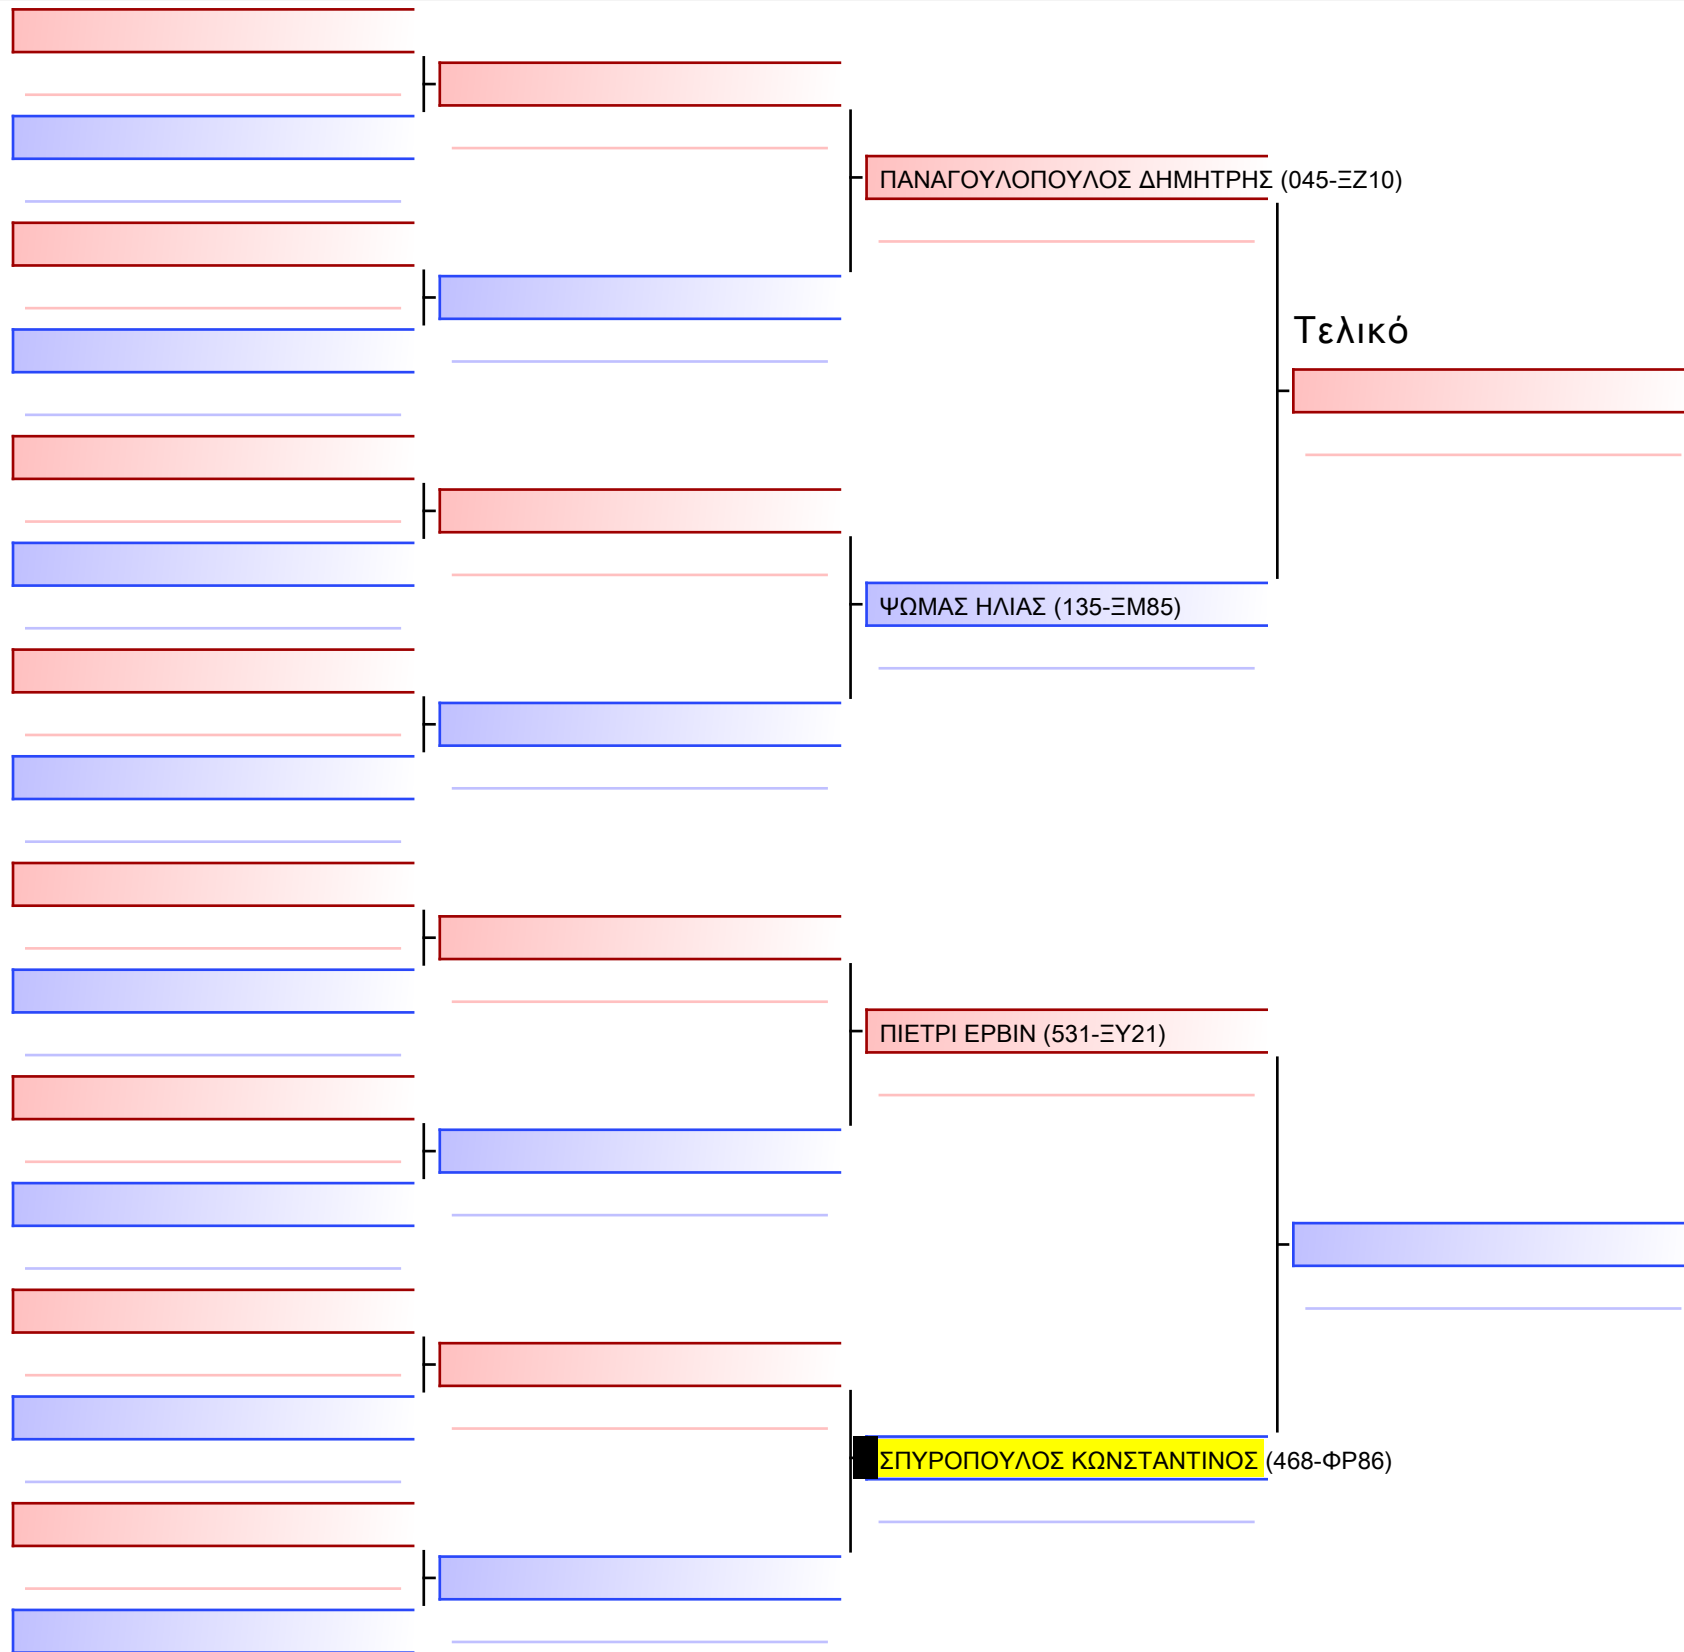 ΠΑΝΑΓΟΥΛΟΠΟΥΛΟΣ ΔΗΜΗΤΡΗΣ (045-ΞΖ10)
Τελικό
ΨΩΜΑΣ ΗΛΙΑΣ (135-ΞΜ85)
ΠΙΕΤΡΙ ΕΡΒΙΝ (531-ΞΥ21)
ΣΠΥΡΟΠΟΥΛΟΣ ΚΩΝΣΤΑΝΤΙΝΟΣ (468-ΦΡ86)